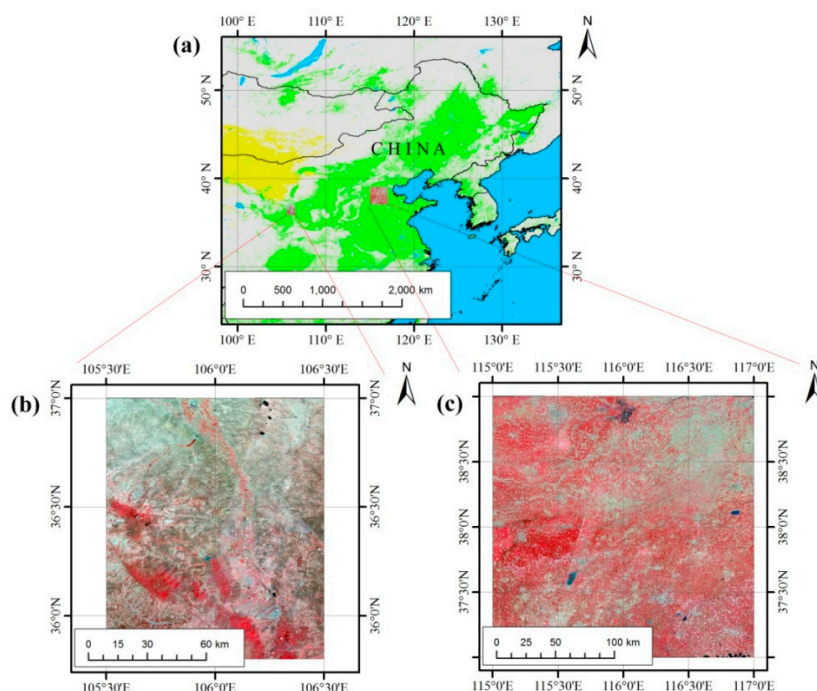 N
100° E 110°E 120°E 130°E
(a)
50°N 50°N
CHINA
40°N 40°N
30°N 30°N
0 500 1,000 2,000 km
100°E 110°E 120°E 130°E
N
N
105°30'E 106°0'E 106°30'E
115°0'E 115°30'E 116°0'E 116°30'E 117°0'E
(b)
(c)
37°0'N 37°0'N
38°30'N 38°30'N
36°30'N 36°30'N
38°0'N 38°0'N
37°30'N 37°30'N
36°0'N 36°0'N
0 15 30 60 km
0 25 50 100 km
105°30'E 106°0'E 106°30'E
115°0'E 115°30'E 116°0'E 116°30'E 117°0'E